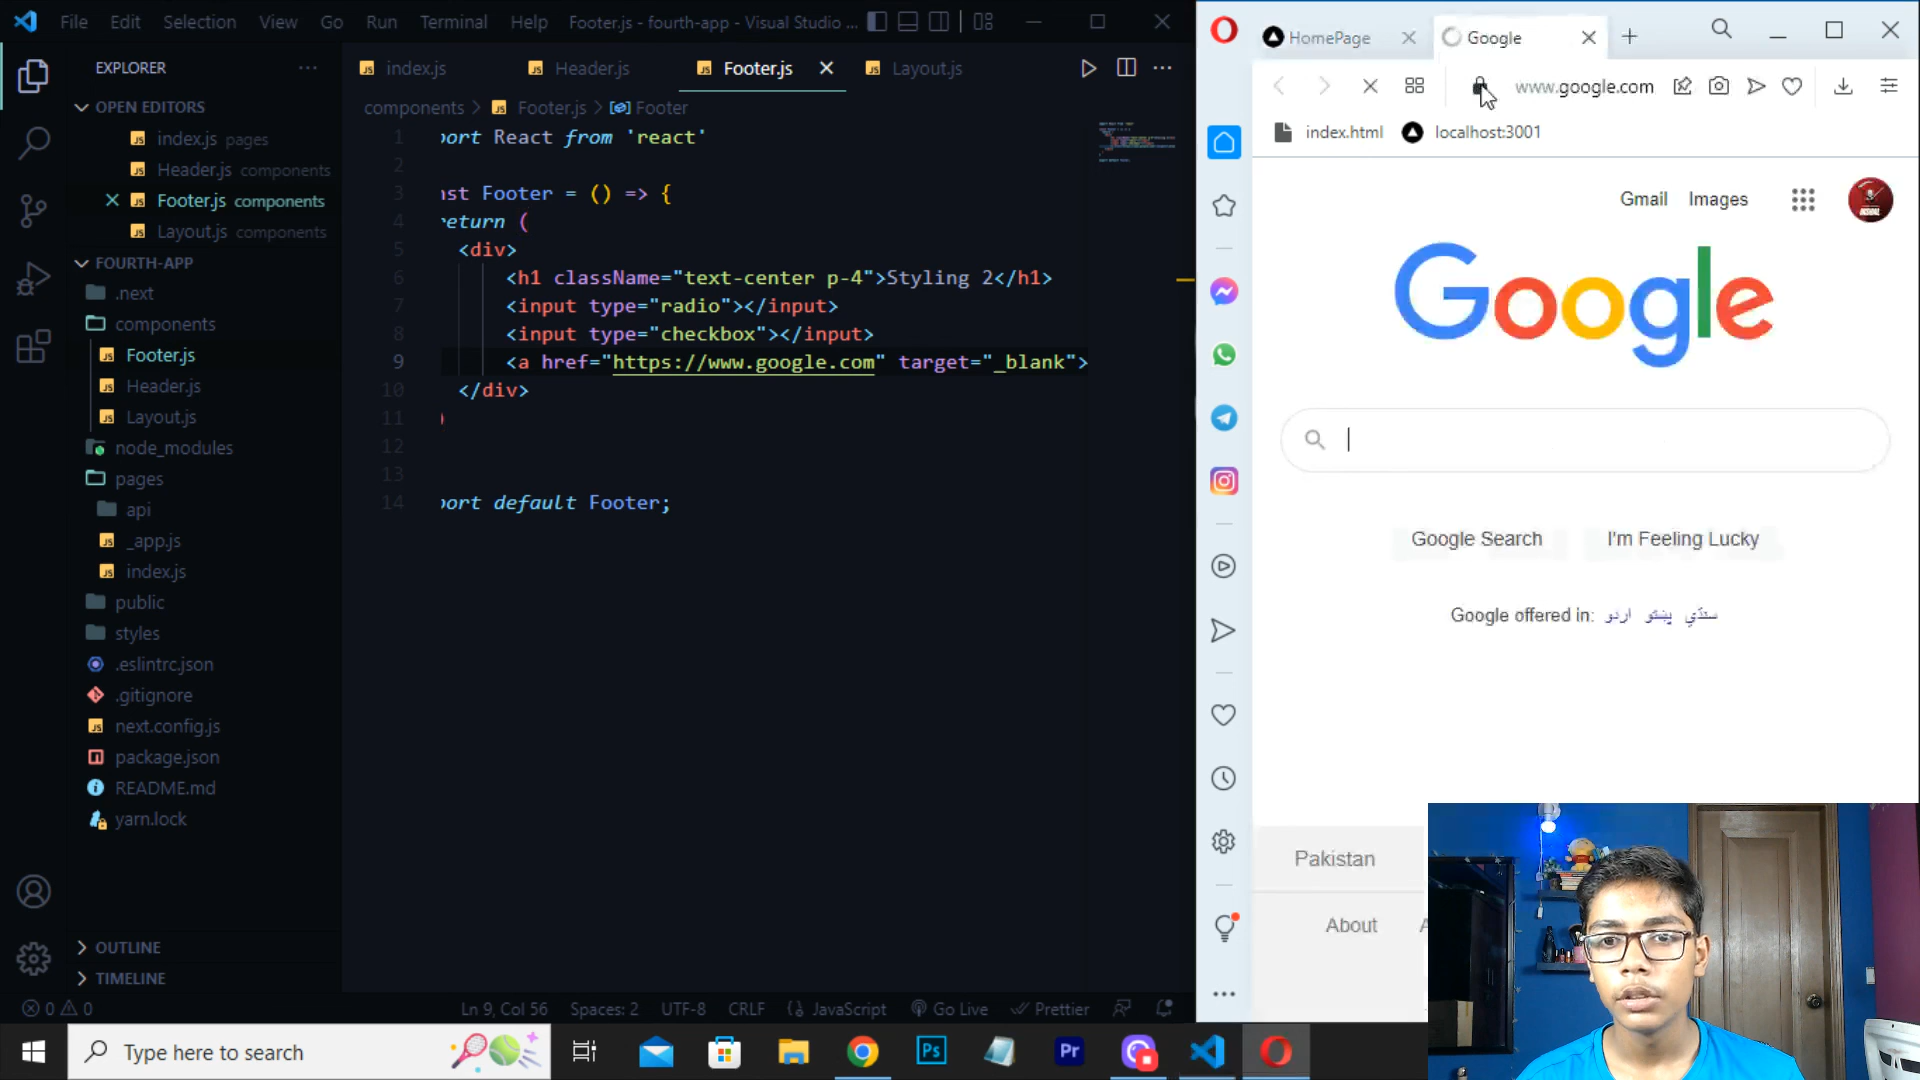 File Edit Selection View Go Run Terminal Help Footer.js - fourth-app - Visual Studio ...
EXPLORER
OPEN EDITORS
index.js pages
Header.js components
Footer.js components
Layout.js components
FOURTH-APP
.next
components
Footer.js
Header.js
Layout.js
node_modules
pages
api
_app.js
index.js
public
styles
.eslintrc.json
.gitignore
next.config.js
package.json
README.md
yarn.lock
OUTLINE
TIMELINE
index.js Header.js Footer.js Layout.js
components > Footer.js > Footer
1 port React from 'react'
2
3 nst Footer = () => {
4 return (
5 <div>
6 <h1 className="text-center p-4">Styling 2</h1>
7 <input type="radio"></input>
8 <input type="checkbox"></input>
9 <a href="https://www.google.com" target="_blank">
10 </div>
11 )
12
13
14 port default Footer;
0 0 Ln 9, Col 56 Spaces: 2 UTF-8 CRLF {} JavaScript Go Live Prettier
HomePage Google
www.google.com
index.html localhost:3001
Gmail Images
Google
Google Search I'm Feeling Lucky
Google offered in: اردو پښتو سنڌي
Pakistan
About
Type here to search
Ps
Pr